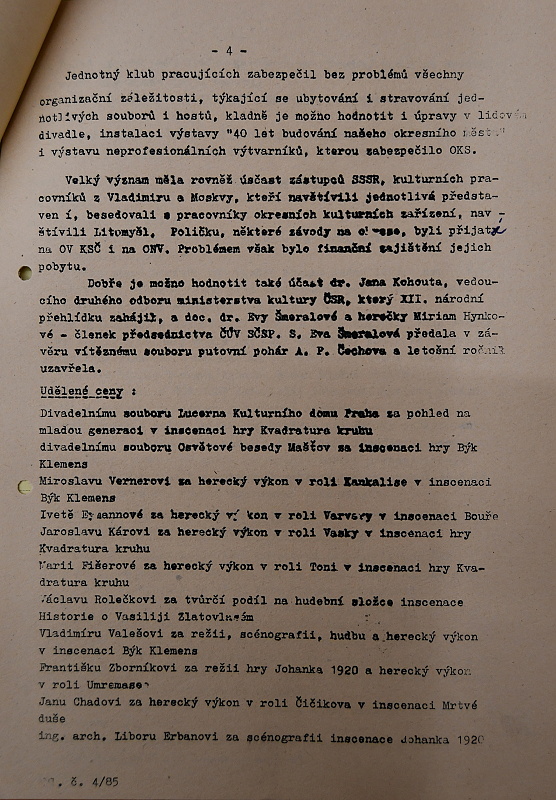 - 4 -
Jednotný klub pracujících zabezpečil bez problémů všechny
organizační záležitosti, týkající se ubytování i stravování jed-
notlivých souborů i hostů, kladně je možno hodnotit i úpravy v lidovém
divadle, instalaci výstavy "40 let budování našeho okresního města"
i výstavu neprofesionálních výtvarníků, kterou zabezpečilo OKS.
Velký význam měla rovněž úsčast zástupců SSSR, kulturních pra-
covníků z Vladimiru a Moskvy, kteří navštívili jednotlivá představ-
ven í, besedovali s pracovníky okresních kulturních zařízení, nav -
štívili Litomyšl, Poličku, některé závody na okrese, byli přijati
na OV KSČ i na ONV. Problémem však bylo finanční zajištění jejich
pobytu.
Dobře je možno hodnotit také účast dr. Jana Kohouta, vedou-
cího druhého odboru ministerstva kultury ČSR, který XII. národní
přehlídku zahájil, a doc. dr. Evy Šmeralové a herečky Miriam Hynko-
vé - členek předsednictva ČÚV SČSP. S. Eva Šmeralová předala v zá-
věru vítěznému souboru putovní pohár A. P. Čechova a letošní ročník
uzavřela.
Udělené ceny :
Divadelnímu souboru Lucerna Kulturního domu Praha za pohled na
mladou generaci v inscenaci hry Kvadratura kruhu
divadelnímu souboru Osvětové besedy Mašťov za inscenaci hry Býk
Klemens
Miroslavu Vernerovi za herecký výkon v roli Kankalise v inscenaci
Býk Klemens
Ivetě Ermannové za herecký vý kon v roli Varvary v inscenaci Bouře
Jaroslavu Károvi za herecký výkon v roli Vasky v inscenaci hry
Kvadratura kruhu
Marii Fišerové za herecký výkon v roli Toni v inscenaci hry Kva-
dratura kruhu
Václavu Rolečkovi za tvůrčí podíl na hudební složce inscenace
Historie o Vasiliji Zlatovlasém
Vladimíru Valešovi za režii, scénografii, hudbu a herecký výkon
v inscenaci Býk Klemens
Františku Zborníkovi za režii hry Johanka 1920 a herecký výkon
v roli Umremase
Janu Chadovi za herecký výkon v roli Čičikova v inscenaci Mrtvé
duše
ing. arch. Liboru Erbanovi za scénografii inscenace Johanka 1920
č. 4/85